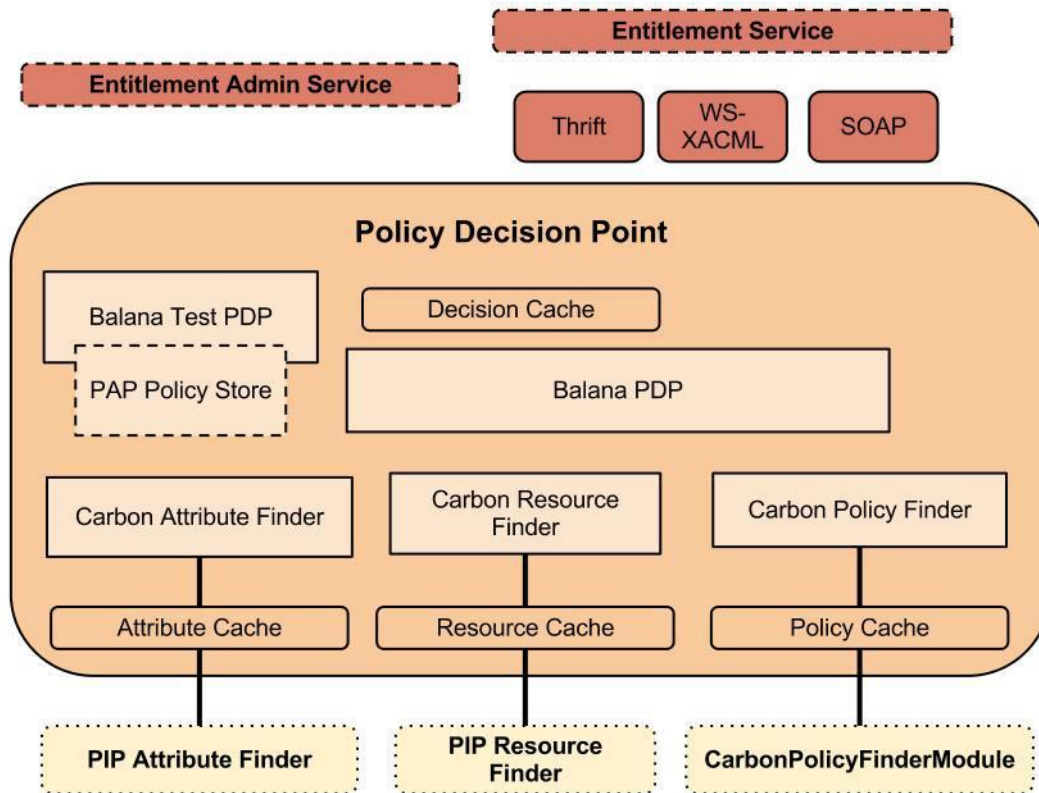 Entitlement Service
Entitlement Admin Service
Thrift
WS-
XACML
SOAP
Policy Decision Point
Balana Test PDP
Decision Cache
PAP Policy Store
Balana PDP
Carbon Attribute Finder
Carbon Resource
Finder
Carbon Policy Finder
Attribute Cache
Resource Cache
Policy Cache
PIP Attribute Finder
PIP Resource
Finder
CarbonPolicyFinderModule